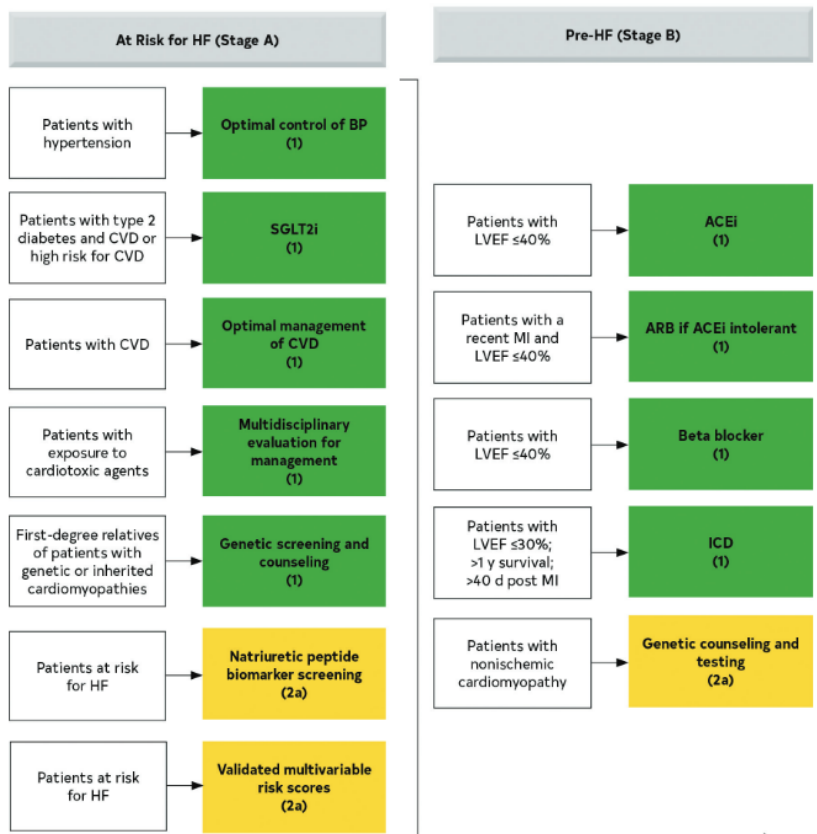 At Risk for HF (Stage A)
Patients with
hypertension
Optimal control of BP
(1)
Patients with type 2
diabetes and CVD or
high risk for CVD
SGLT2i
(1)
Patients with CVD
Optimal management
of CVD
(1)
Patients with
exposure to
cardiotoxic agents
Multidisciplinary
evaluation for
management
(1)
First-degree relatives
of patients with
genetic or inherited
cardiomyopathies
Genetic screening and
counseling
(1)
Patients at risk
for HF
Natriuretic peptide
biomarker screening
(2a)
Patients at risk
for HF
Validated multivariable
risk scores
(2a)
Pre-HF (Stage B)
Patients with
LVEF ≤40%
ACEi
(1)
Patients with a
recent MI and
LVEF ≤40%
ARB if ACEi intolerant
(1)
Patients with
LVEF ≤40%
Beta blocker
(1)
Patients with
LVEF ≤30%;
>1 y survival;
>40 d post MI
ICD
(1)
Patients with
nonischemic
cardiomyopathy
Genetic counseling and
testing
(2a)